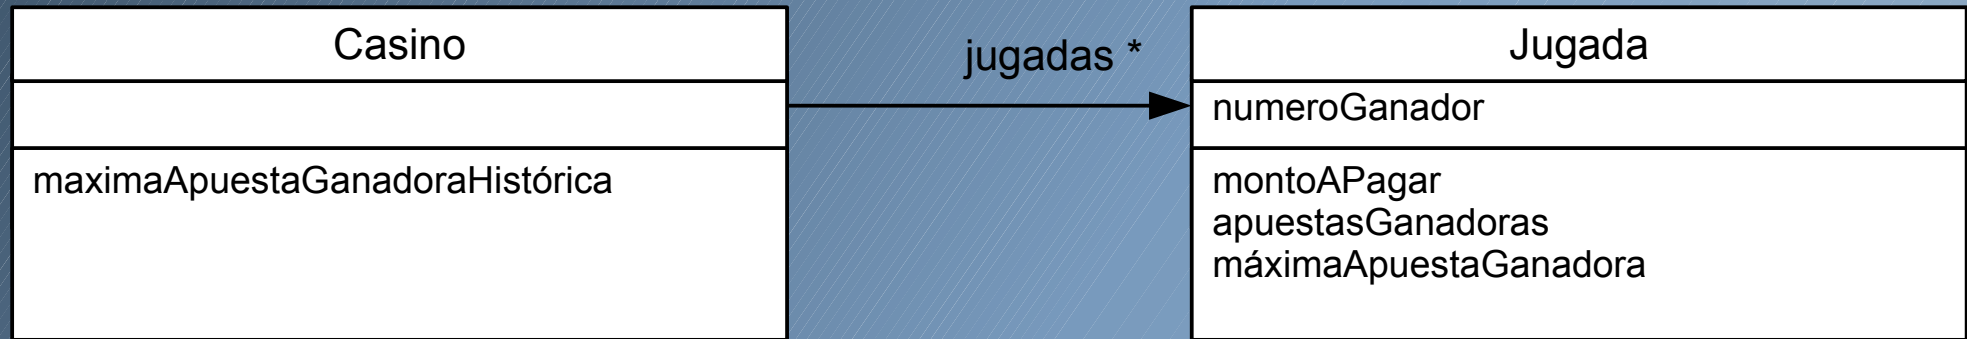 Casino
maximaApuestaGanadoraHistórica
jugadas *
Jugada
numeroGanador
montoAPagar
apuestasGanadoras
máximaApuestaGanadora